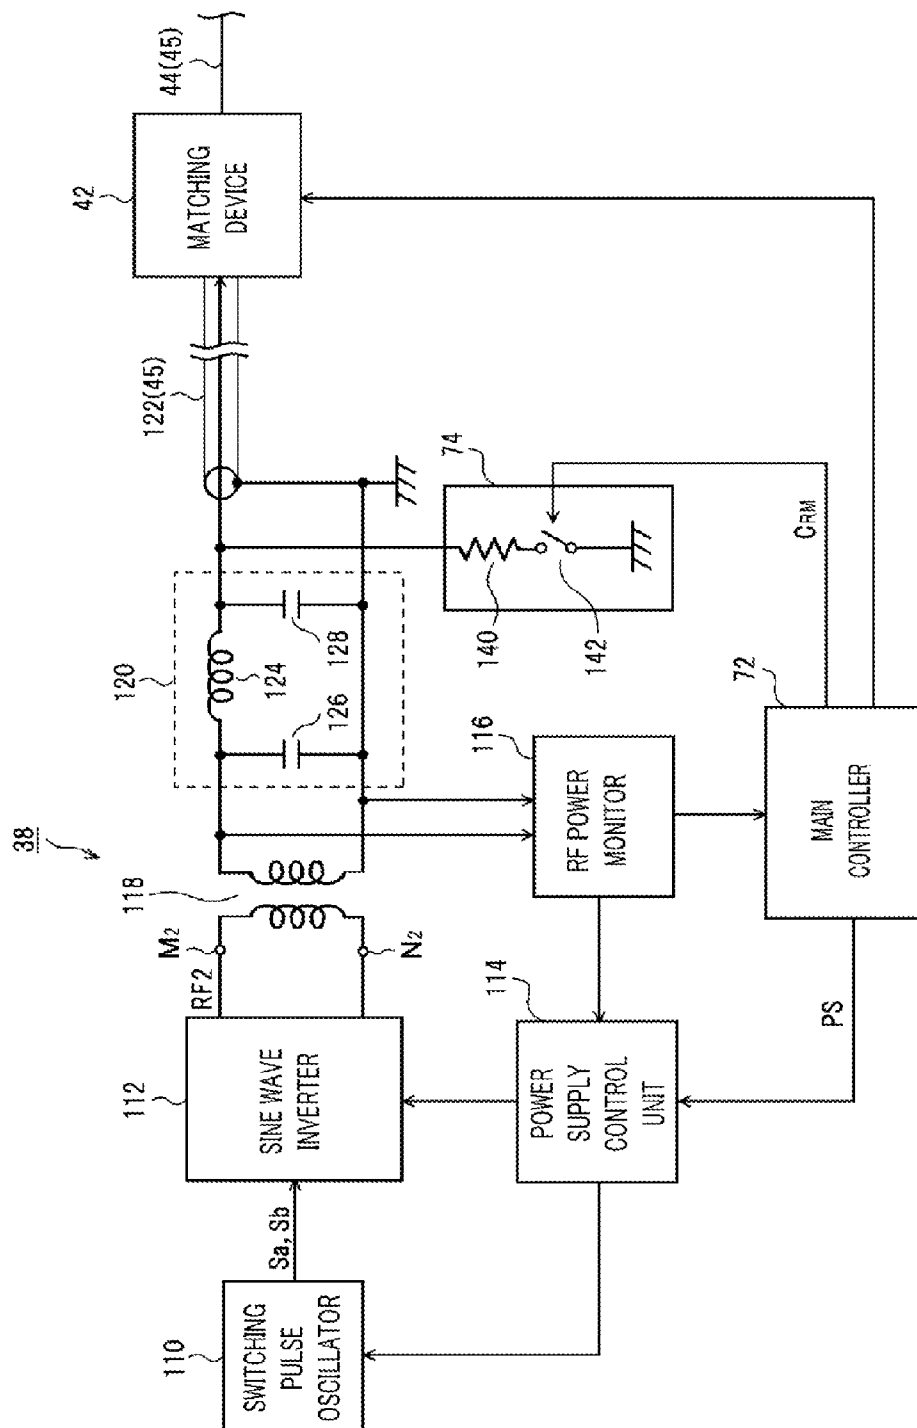 38
110
SWITCHING
PULSE
OSCILLATOR
Sa, Sb
112
SINE WAVE
INVERTER
RF2
M2
N2
118
120
124
126
128
122(45)
42
MATCHING
DEVICE
44(45)
74
140
142
114
POWER
SUPPLY
CONTROL
UNIT
116
RF POWER
MONITOR
72
MAIN
CONTROLLER
PS
CRM